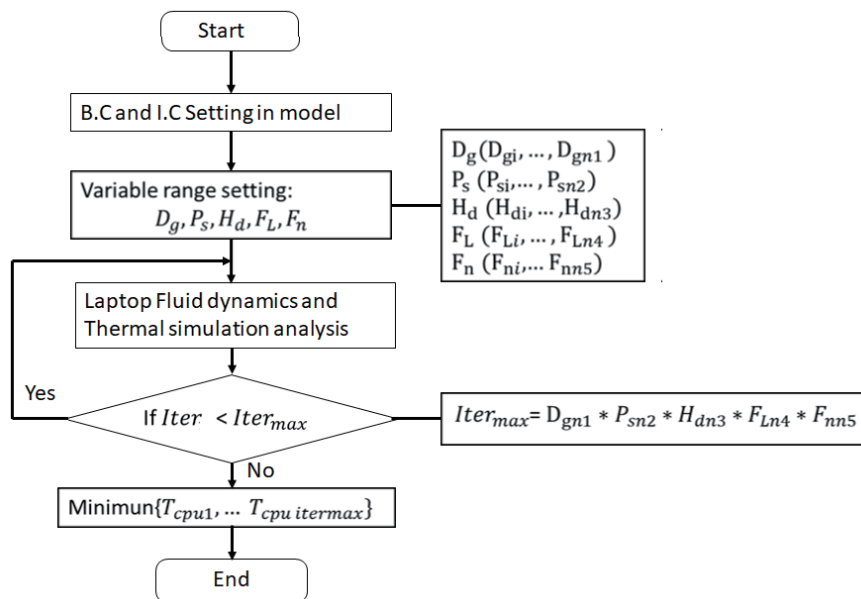 Start
B.C and I.C Setting in model
Variable range setting:
D_g, P_s, H_d, F_L, F_n
D_g(D_gi, ..., D_gn1)
P_s (P_si,..., P_sn2)
H_d (H_di, ... ,H_dn3)
F_L (F_Li, ... , F_Ln4)
F_n (F_ni,... F_nn5)
Laptop Fluid dynamics and
Thermal simulation analysis
Yes
If Iter < Iter_max
Iter_max= D_gn1 * P_sn2 * H_dn3 * F_Ln4 * F_nn5
No
Minimun{T_cpu1, ... T_cpu itermax}
End